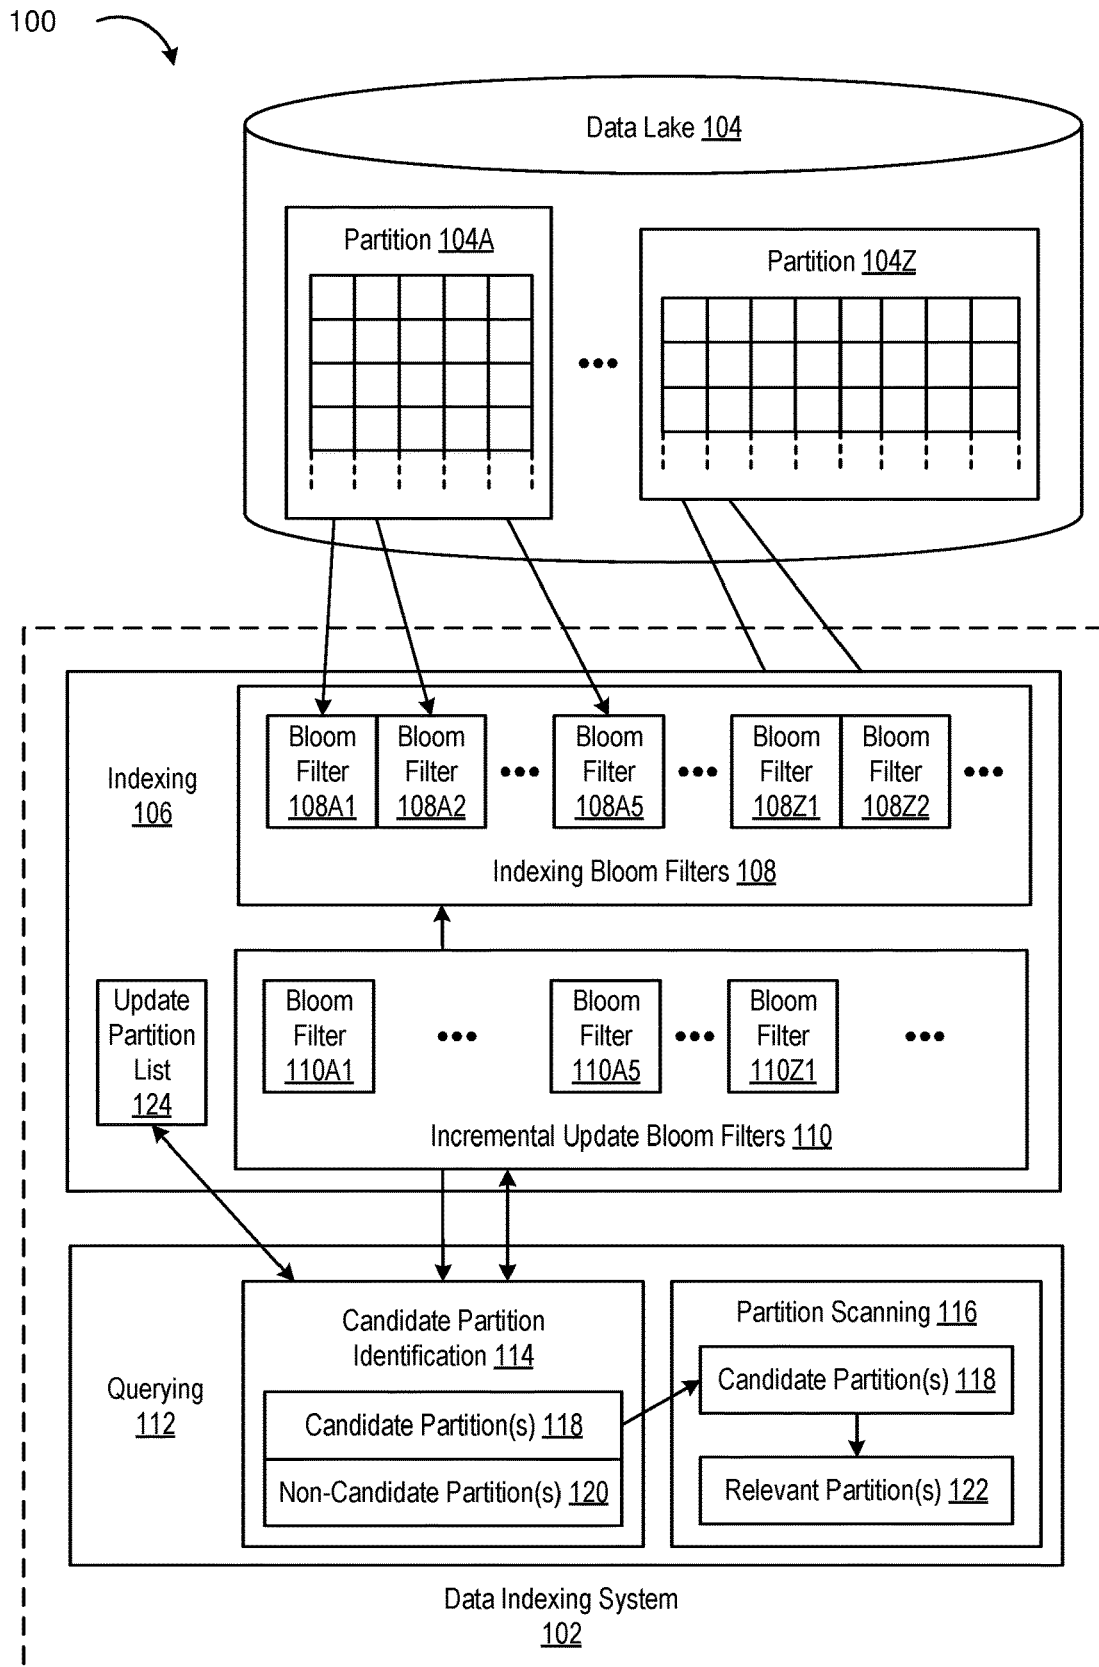 100
Data Lake 104
Partition 104A
Partition 104Z
Indexing
106
Bloom
Filter
108A1
Bloom
Filter
108A2
Bloom
Filter
108A5
Bloom
Filter
108Z1
Bloom
Filter
108Z2
Indexing Bloom Filters 108
Update
Partition
List
124
Bloom
Filter
110A1
Bloom
Filter
110A5
Bloom
Filter
110Z1
Incremental Update Bloom Filters 110
Querying
112
Candidate Partition
Identification 114
Candidate Partition(s) 118
Non-Candidate Partition(s) 120
Partition Scanning 116
Candidate Partition(s) 118
Relevant Partition(s) 122
Data Indexing System
102